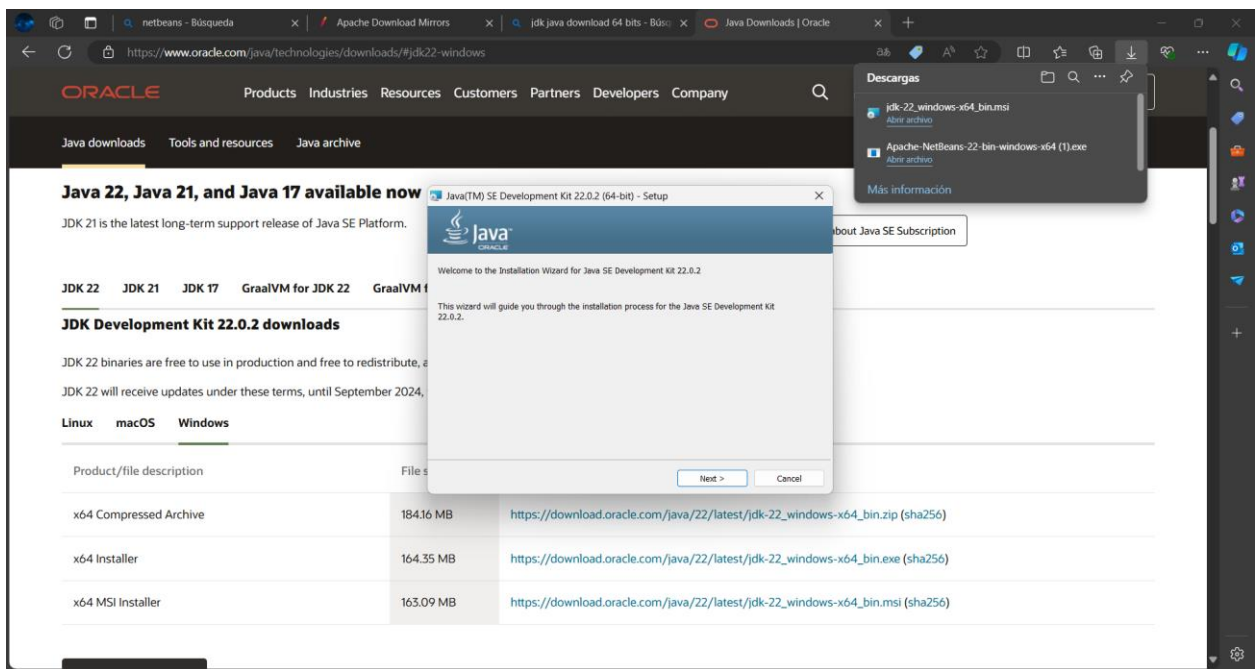 netbeans - Búsqueda
Apache Download Mirrors
jdk java download 64 bits - Búsq
Java Downloads | Oracle
https://www.oracle.com/java/technologies/downloads/#jdk22-windows
ORACLE
Products Industries Resources Customers Partners Developers Company
Descargas
jdk-22_windows-x64_bin.msi
Abrir archivo
Apache-NetBeans-22-bin-windows-x64 (1).exe
Abrir archivo
Más información
Java downloads Tools and resources Java archive
Java 22, Java 21, and Java 17 available now
JDK 21 is the latest long-term support release of Java SE Platform.
about Java SE Subscription
Java(TM) SE Development Kit 22.0.2 (64-bit) - Setup
Java
ORACLE
Welcome to the Installation Wizard for Java SE Development Kit 22.0.2
This wizard will guide you through the installation process for the Java SE Development Kit
22.0.2.
Next > Cancel
JDK 22 JDK 21 JDK 17 GraalVM for JDK 22 GraalVM f
JDK Development Kit 22.0.2 downloads
JDK 22 binaries are free to use in production and free to redistribute, a
JDK 22 will receive updates under these terms, until September 2024,
Linux macOS Windows
Product/file description File s
x64 Compressed Archive 184.16 MB https://download.oracle.com/java/22/latest/jdk-22_windows-x64_bin.zip (sha256)
x64 Installer 164.35 MB https://download.oracle.com/java/22/latest/jdk-22_windows-x64_bin.exe (sha256)
x64 MSI Installer 163.09 MB https://download.oracle.com/java/22/latest/jdk-22_windows-x64_bin.msi (sha256)